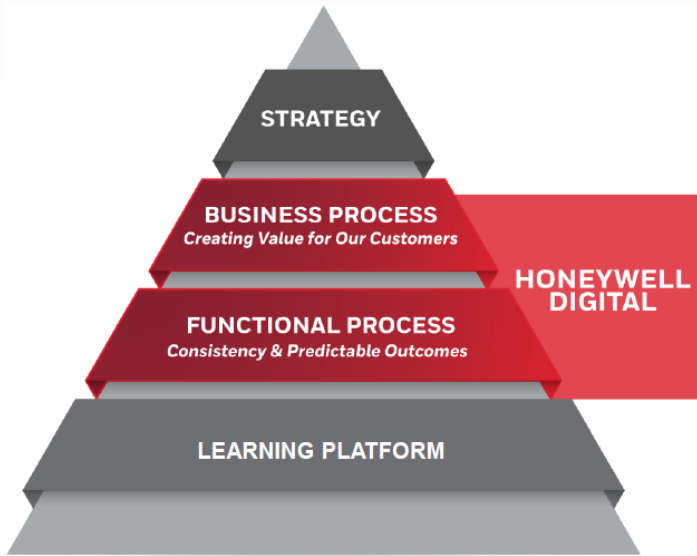 STRATEGY
BUSINESS PROCESS
Creating Value for Our Customers
HONEYWELL
DIGITAL
FUNCTIONAL PROCESS
Consistency & Predictable Outcomes
LEARNING PLATFORM